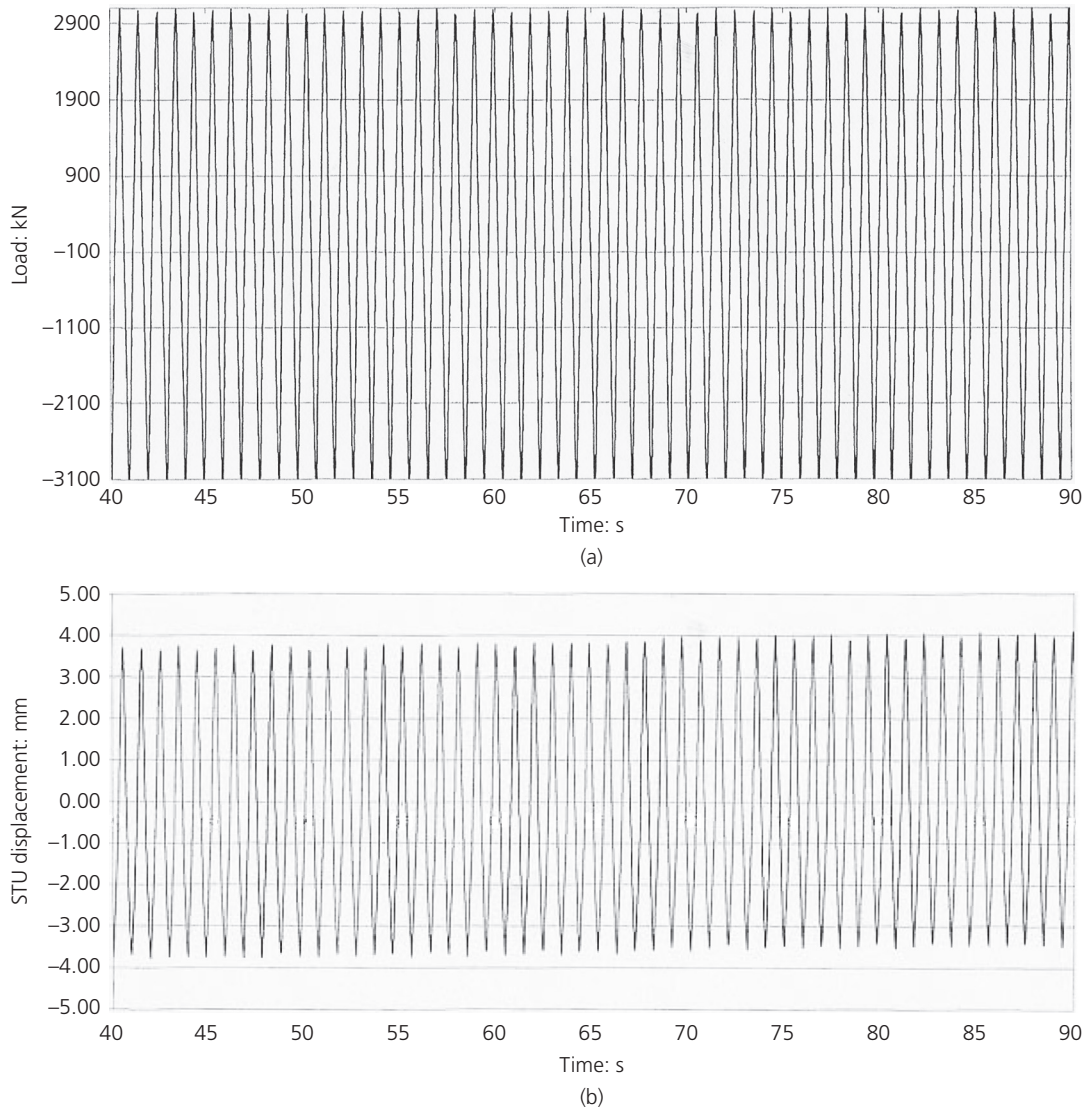 2900
1900
900
–100
–1100
–2100
–3100
Load: kN
40 45 50 55 60 65 70 75 80 85 90
Time: s
(a)
5.00
4.00
3.00
2.00
1.00
0.00
–1.00
–2.00
–3.00
–4.00
–5.00
STU displacement: mm
40 45 50 55 60 65 70 75 80 85 90
Time: s
(b)